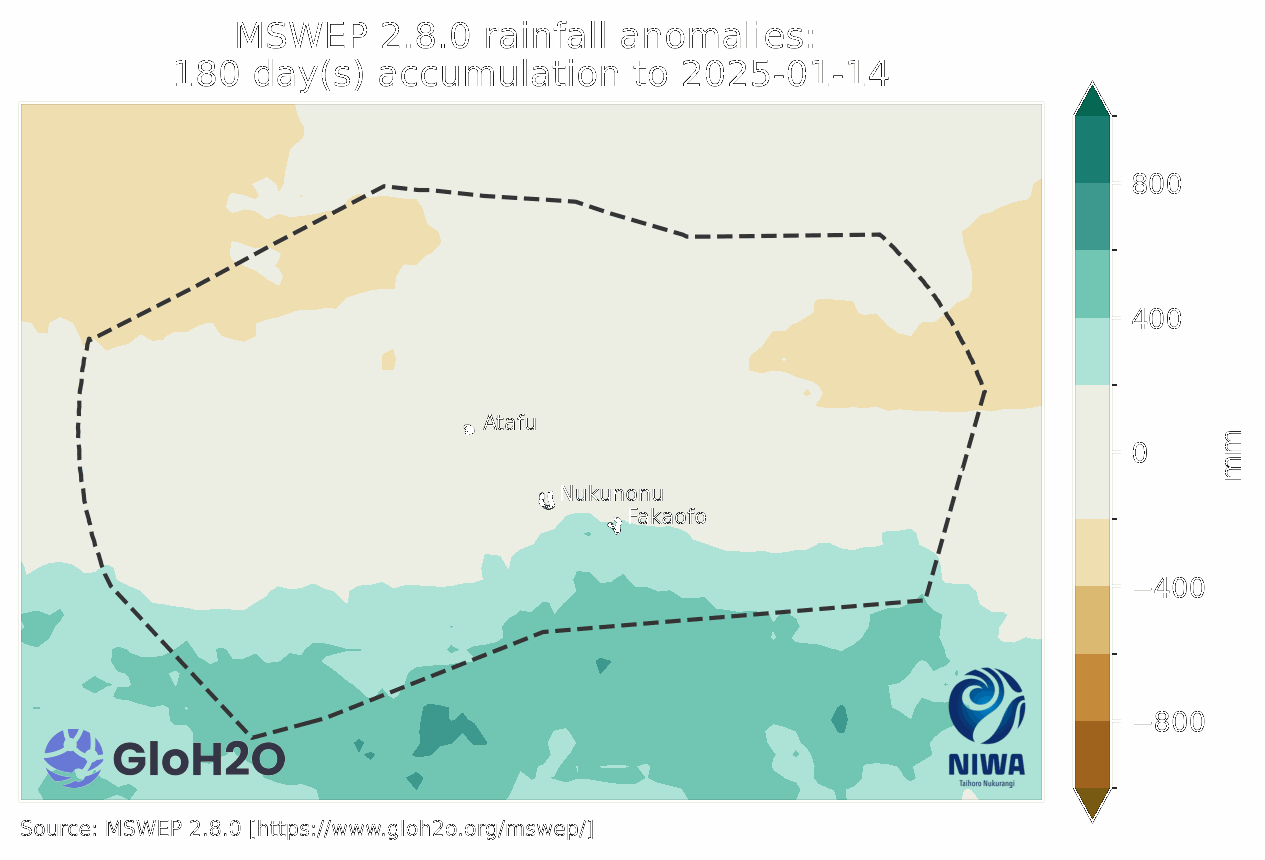 MSWEP 2.8.0 rainfall anomalies:
180 day(s) accumulation to 2025-01-14
800
400
0
−400
−800
mm
Atafu
Nukunonu
Fakaofo
GloH2O
NIWA
Taihoro Nukurangi
Source: MSWEP 2.8.0 [https://www.gloh2o.org/mswep/]